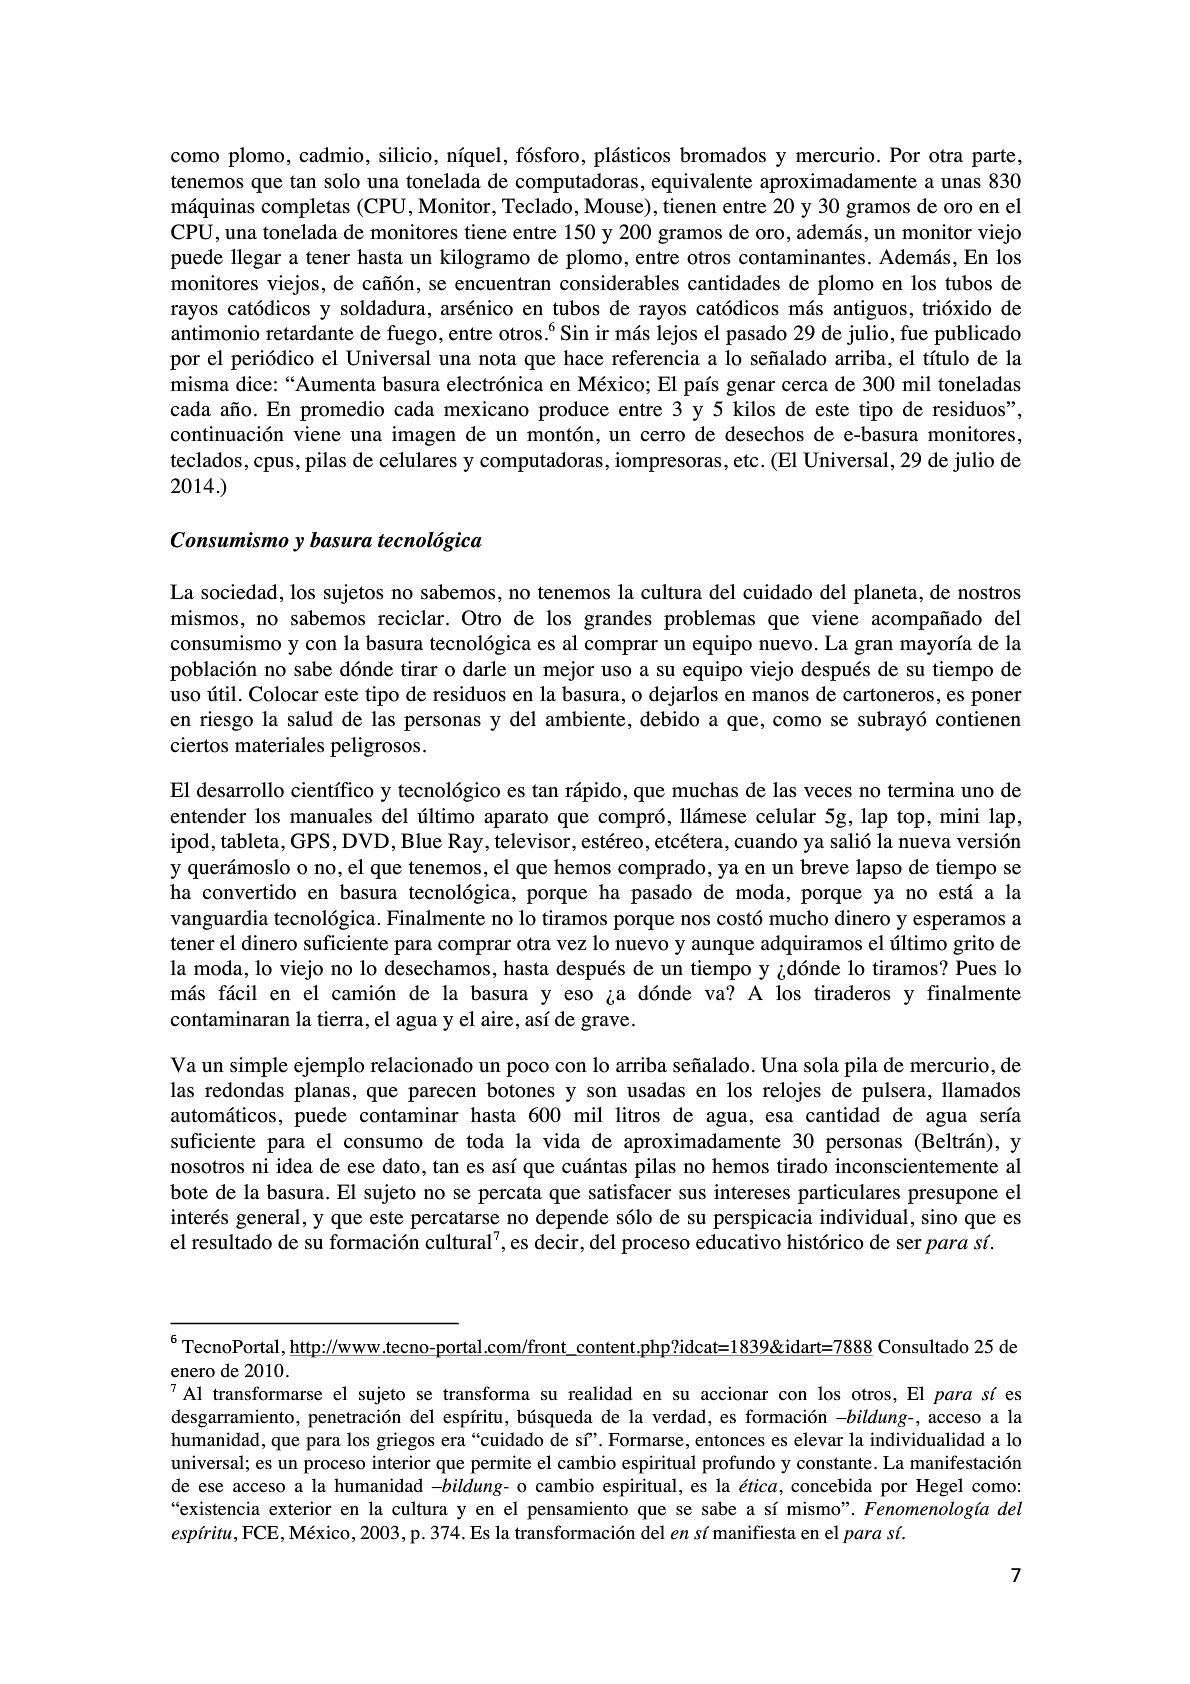 como plomo, cadmio, silicio, níquel, fósforo, plásticos bromados y mercurio. Por otra parte,
tenemos que tan solo una tonelada de computadoras, equivalente aproximadamente a unas 830
máquinas completas (CPU, Monitor, Teclado, Mouse), tienen entre 20 y 30 gramos de oro en el
CPU, una tonelada de monitores tiene entre 150 y 200 gramos de oro, además, un monitor viejo
puede llegar a tener hasta un kilogramo de plomo, entre otros contaminantes. Además, En los
monitores viejos, de cañón, se encuentran considerables cantidades de plomo en los tubos de
rayos catódicos y soldadura, arsénico en tubos de rayos catódicos más antiguos, trióxido de
antimonio retardante de fuego, entre otros.6 Sin ir más lejos el pasado 29 de julio, fue publicado
por el periódico el Universal una nota que hace referencia a lo señalado arriba, el título de la
misma dice: “Aumenta basura electrónica en México; El país genar cerca de 300 mil toneladas
cada año. En promedio cada mexicano produce entre 3 y 5 kilos de este tipo de residuos”,
continuación viene una imagen de un montón, un cerro de desechos de e-basura monitores,
teclados, cpus, pilas de celulares y computadoras, iompresoras, etc. (El Universal, 29 de julio de
2014.)
Consumismo y basura tecnológica
La sociedad, los sujetos no sabemos, no tenemos la cultura del cuidado del planeta, de nostros
mismos, no sabemos reciclar. Otro de los grandes problemas que viene acompañado del
consumismo y con la basura tecnológica es al comprar un equipo nuevo. La gran mayoría de la
población no sabe dónde tirar o darle un mejor uso a su equipo viejo después de su tiempo de
uso útil. Colocar este tipo de residuos en la basura, o dejarlos en manos de cartoneros, es poner
en riesgo la salud de las personas y del ambiente, debido a que, como se subrayó contienen
ciertos materiales peligrosos.
El desarrollo científico y tecnológico es tan rápido, que muchas de las veces no termina uno de
entender los manuales del último aparato que compró, llámese celular 5g, lap top, mini lap,
ipod, tableta, GPS, DVD, Blue Ray, televisor, estéreo, etcétera, cuando ya salió la nueva versión
y querámoslo o no, el que tenemos, el que hemos comprado, ya en un breve lapso de tiempo se
ha convertido en basura tecnológica, porque ha pasado de moda, porque ya no está a la
vanguardia tecnológica. Finalmente no lo tiramos porque nos costó mucho dinero y esperamos a
tener el dinero suficiente para comprar otra vez lo nuevo y aunque adquiramos el último grito de
la moda, lo viejo no lo desechamos, hasta después de un tiempo y ¿dónde lo tiramos? Pues lo
más fácil en el camión de la basura y eso ¿a dónde va? A los tiraderos y finalmente
contaminaran la tierra, el agua y el aire, así de grave.
Va un simple ejemplo relacionado un poco con lo arriba señalado. Una sola pila de mercurio, de
las redondas planas, que parecen botones y son usadas en los relojes de pulsera, llamados
automáticos, puede contaminar hasta 600 mil litros de agua, esa cantidad de agua sería
suficiente para el consumo de toda la vida de aproximadamente 30 personas (Beltrán), y
nosotros ni idea de ese dato, tan es así que cuántas pilas no hemos tirado inconscientemente al
bote de la basura. El sujeto no se percata que satisfacer sus intereses particulares presupone el
interés general, y que este percatarse no depende sólo de su perspicacia individual, sino que es
el resultado de su formación cultural7, es decir, del proceso educativo histórico de ser para sí.
6 TecnoPortal, http://www.tecno-portal.com/front_content.php?idcat=1839&idart=7888 Consultado 25 de
enero de 2010.
7 Al transformarse el sujeto se transforma su realidad en su accionar con los otros, El para sí es
desgarramiento, penetración del espíritu, búsqueda de la verdad, es formación –bildung-, acceso a la
humanidad, que para los griegos era “cuidado de sí”. Formarse, entonces es elevar la individualidad a lo
universal; es un proceso interior que permite el cambio espiritual profundo y constante. La manifestación
de ese acceso a la humanidad –bildung- o cambio espiritual, es la ética, concebida por Hegel como:
“existencia exterior en la cultura y en el pensamiento que se sabe a sí mismo”. Fenomenología del
espíritu, FCE, México, 2003, p. 374. Es la transformación del en sí manifiesta en el para sí.
7